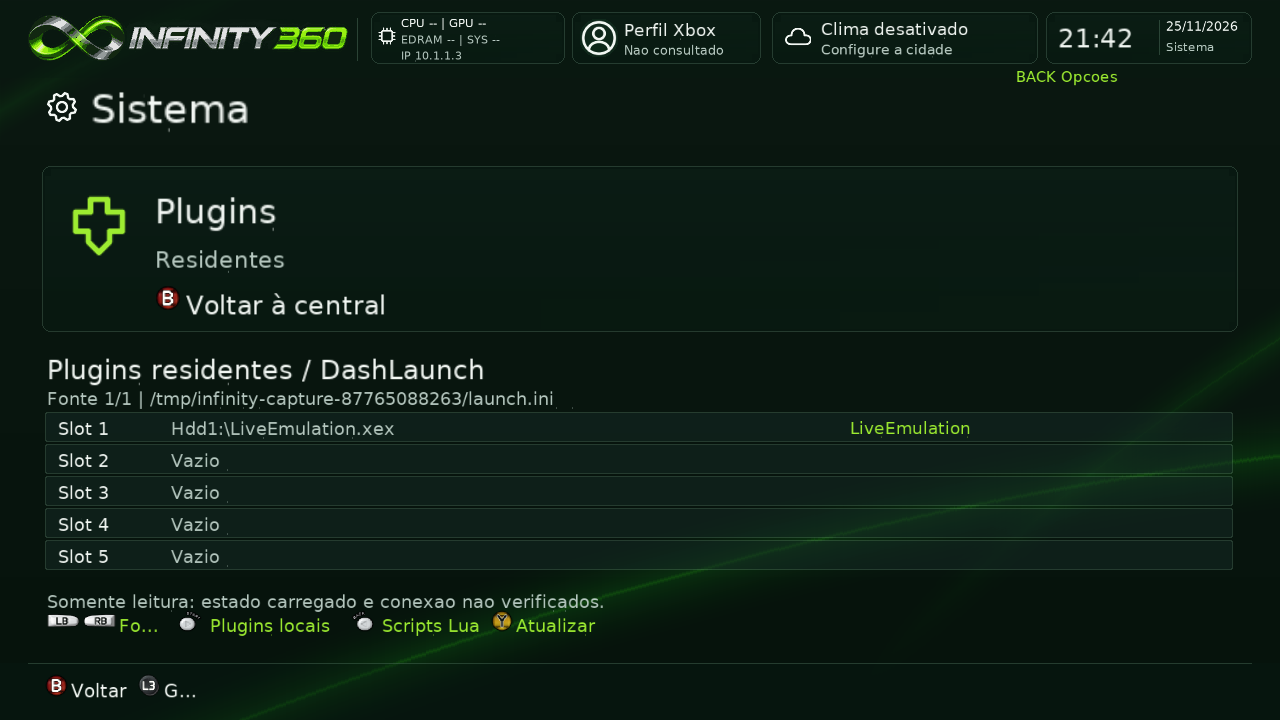 INFINITY360
CPU -- | GPU --
EDRAM -- | SYS --
IP 10.1.1.3
Perfil Xbox
Nao consultado
Clima desativado
Configure a cidade
21:42
25/11/2026
Sistema
BACK Opcoes
Sistema
Plugins
Residentes
B Voltar à central
Plugins residentes / DashLaunch
Fonte 1/1 | /tmp/infinity-capture-87765088263/launch.ini
Slot 1 Hdd1:\LiveEmulation.xex LiveEmulation
Slot 2 Vazio
Slot 3 Vazio
Slot 4 Vazio
Slot 5 Vazio
Somente leitura: estado carregado e conexao nao verificados.
LB RB Fo... Plugins locais Scripts Lua Y Atualizar
B Voltar L3 G...